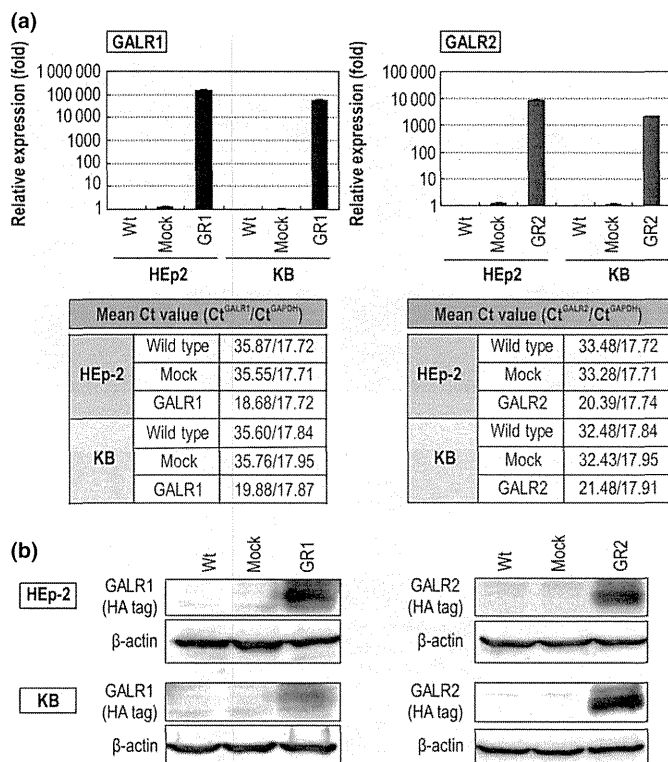 (a)
GALR1
Relative expression (fold)
1 000 000
100 000
10 000
1000
100
10
1
Wt
Mock
GR1
Wt
Mock
GR1
HEp2
KB
GALR2
Relative expression (fold)
100 000
10 000
1000
100
10
1
Wt
Mock
GR2
Wt
Mock
GR2
HEp2
KB
Mean Ct value (Ct^GALR1/Ct^GAPDH)
HEp-2
Wild type 35.87/17.72
Mock 35.55/17.71
GALR1 18.68/17.72
KB
Wild type 35.60/17.84
Mock 35.76/17.95
GALR1 19.88/17.87
Mean Ct value (Ct^GALR2/Ct^GAPDH)
HEp-2
Wild type 33.48/17.72
Mock 33.28/17.71
GALR2 20.39/17.74
KB
Wild type 32.48/17.84
Mock 32.43/17.95
GALR2 21.48/17.91
(b)
Wt
Mock
GR1
Wt
Mock
GR2
HEp-2
GALR1
(HA tag)
β-actin
GALR2
(HA tag)
β-actin
KB
GALR1
(HA tag)
β-actin
GALR2
(HA tag)
β-actin